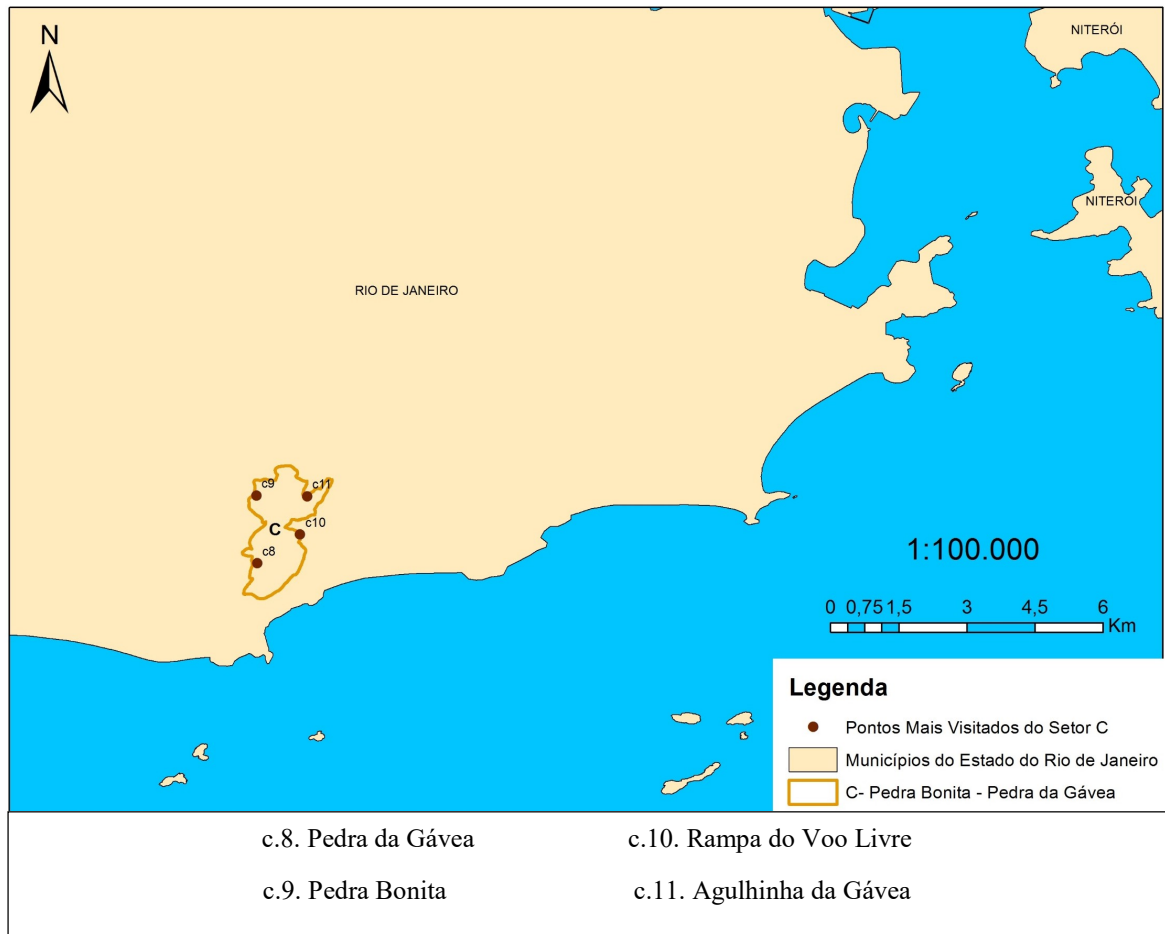 N
NITERÓI
NITERÓI
RIO DE JANEIRO
c9
c11
C
c10
c8
1:100.000
0 0,75 1,5 3 4,5 6
Km
Legenda
Pontos Mais Visitados do Setor C
Municípios do Estado do Rio de Janeiro
C- Pedra Bonita - Pedra da Gávea
c.8. Pedra da Gávea c.10. Rampa do Voo Livre
c.9. Pedra Bonita c.11. Agulhinha da Gávea